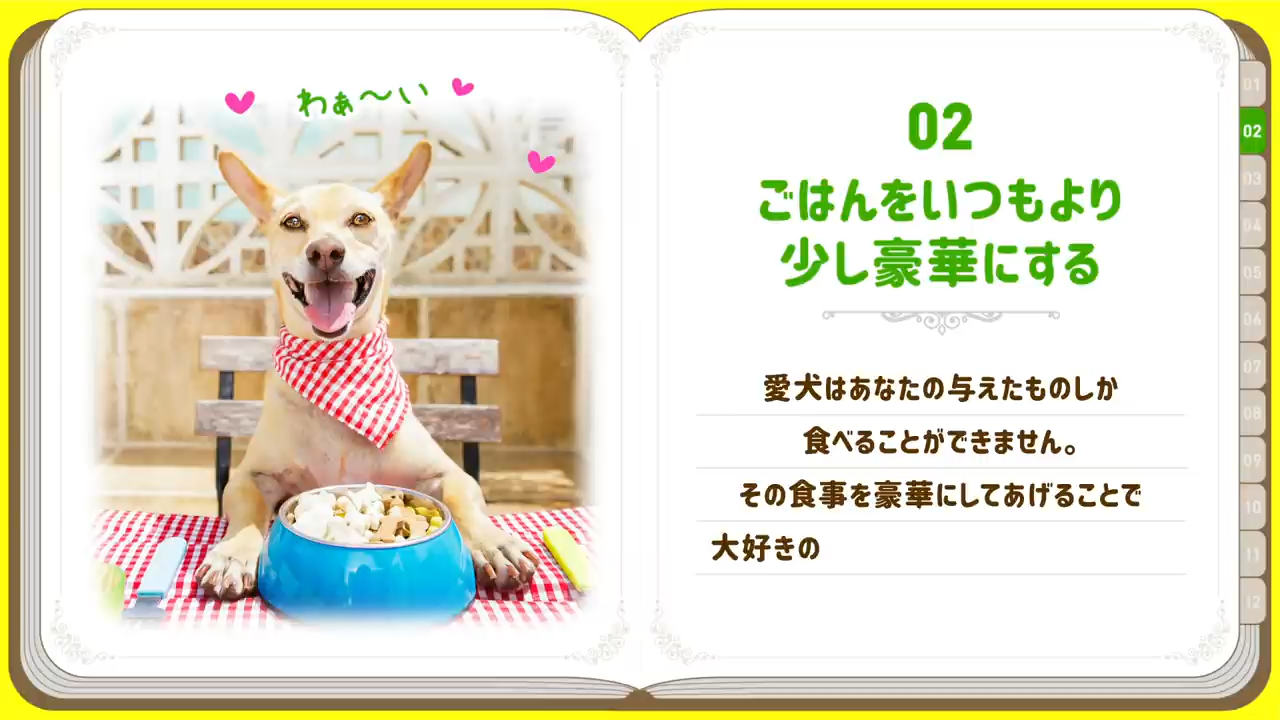 わぁ～い
02
ごはんをいつもより
少し豪華にする
愛犬はあなたの与えたものしか
食べることができません。
その食事を豪華にしてあげることで
大好きの
01
02
03
04
05
06
07
08
09
10
11
12